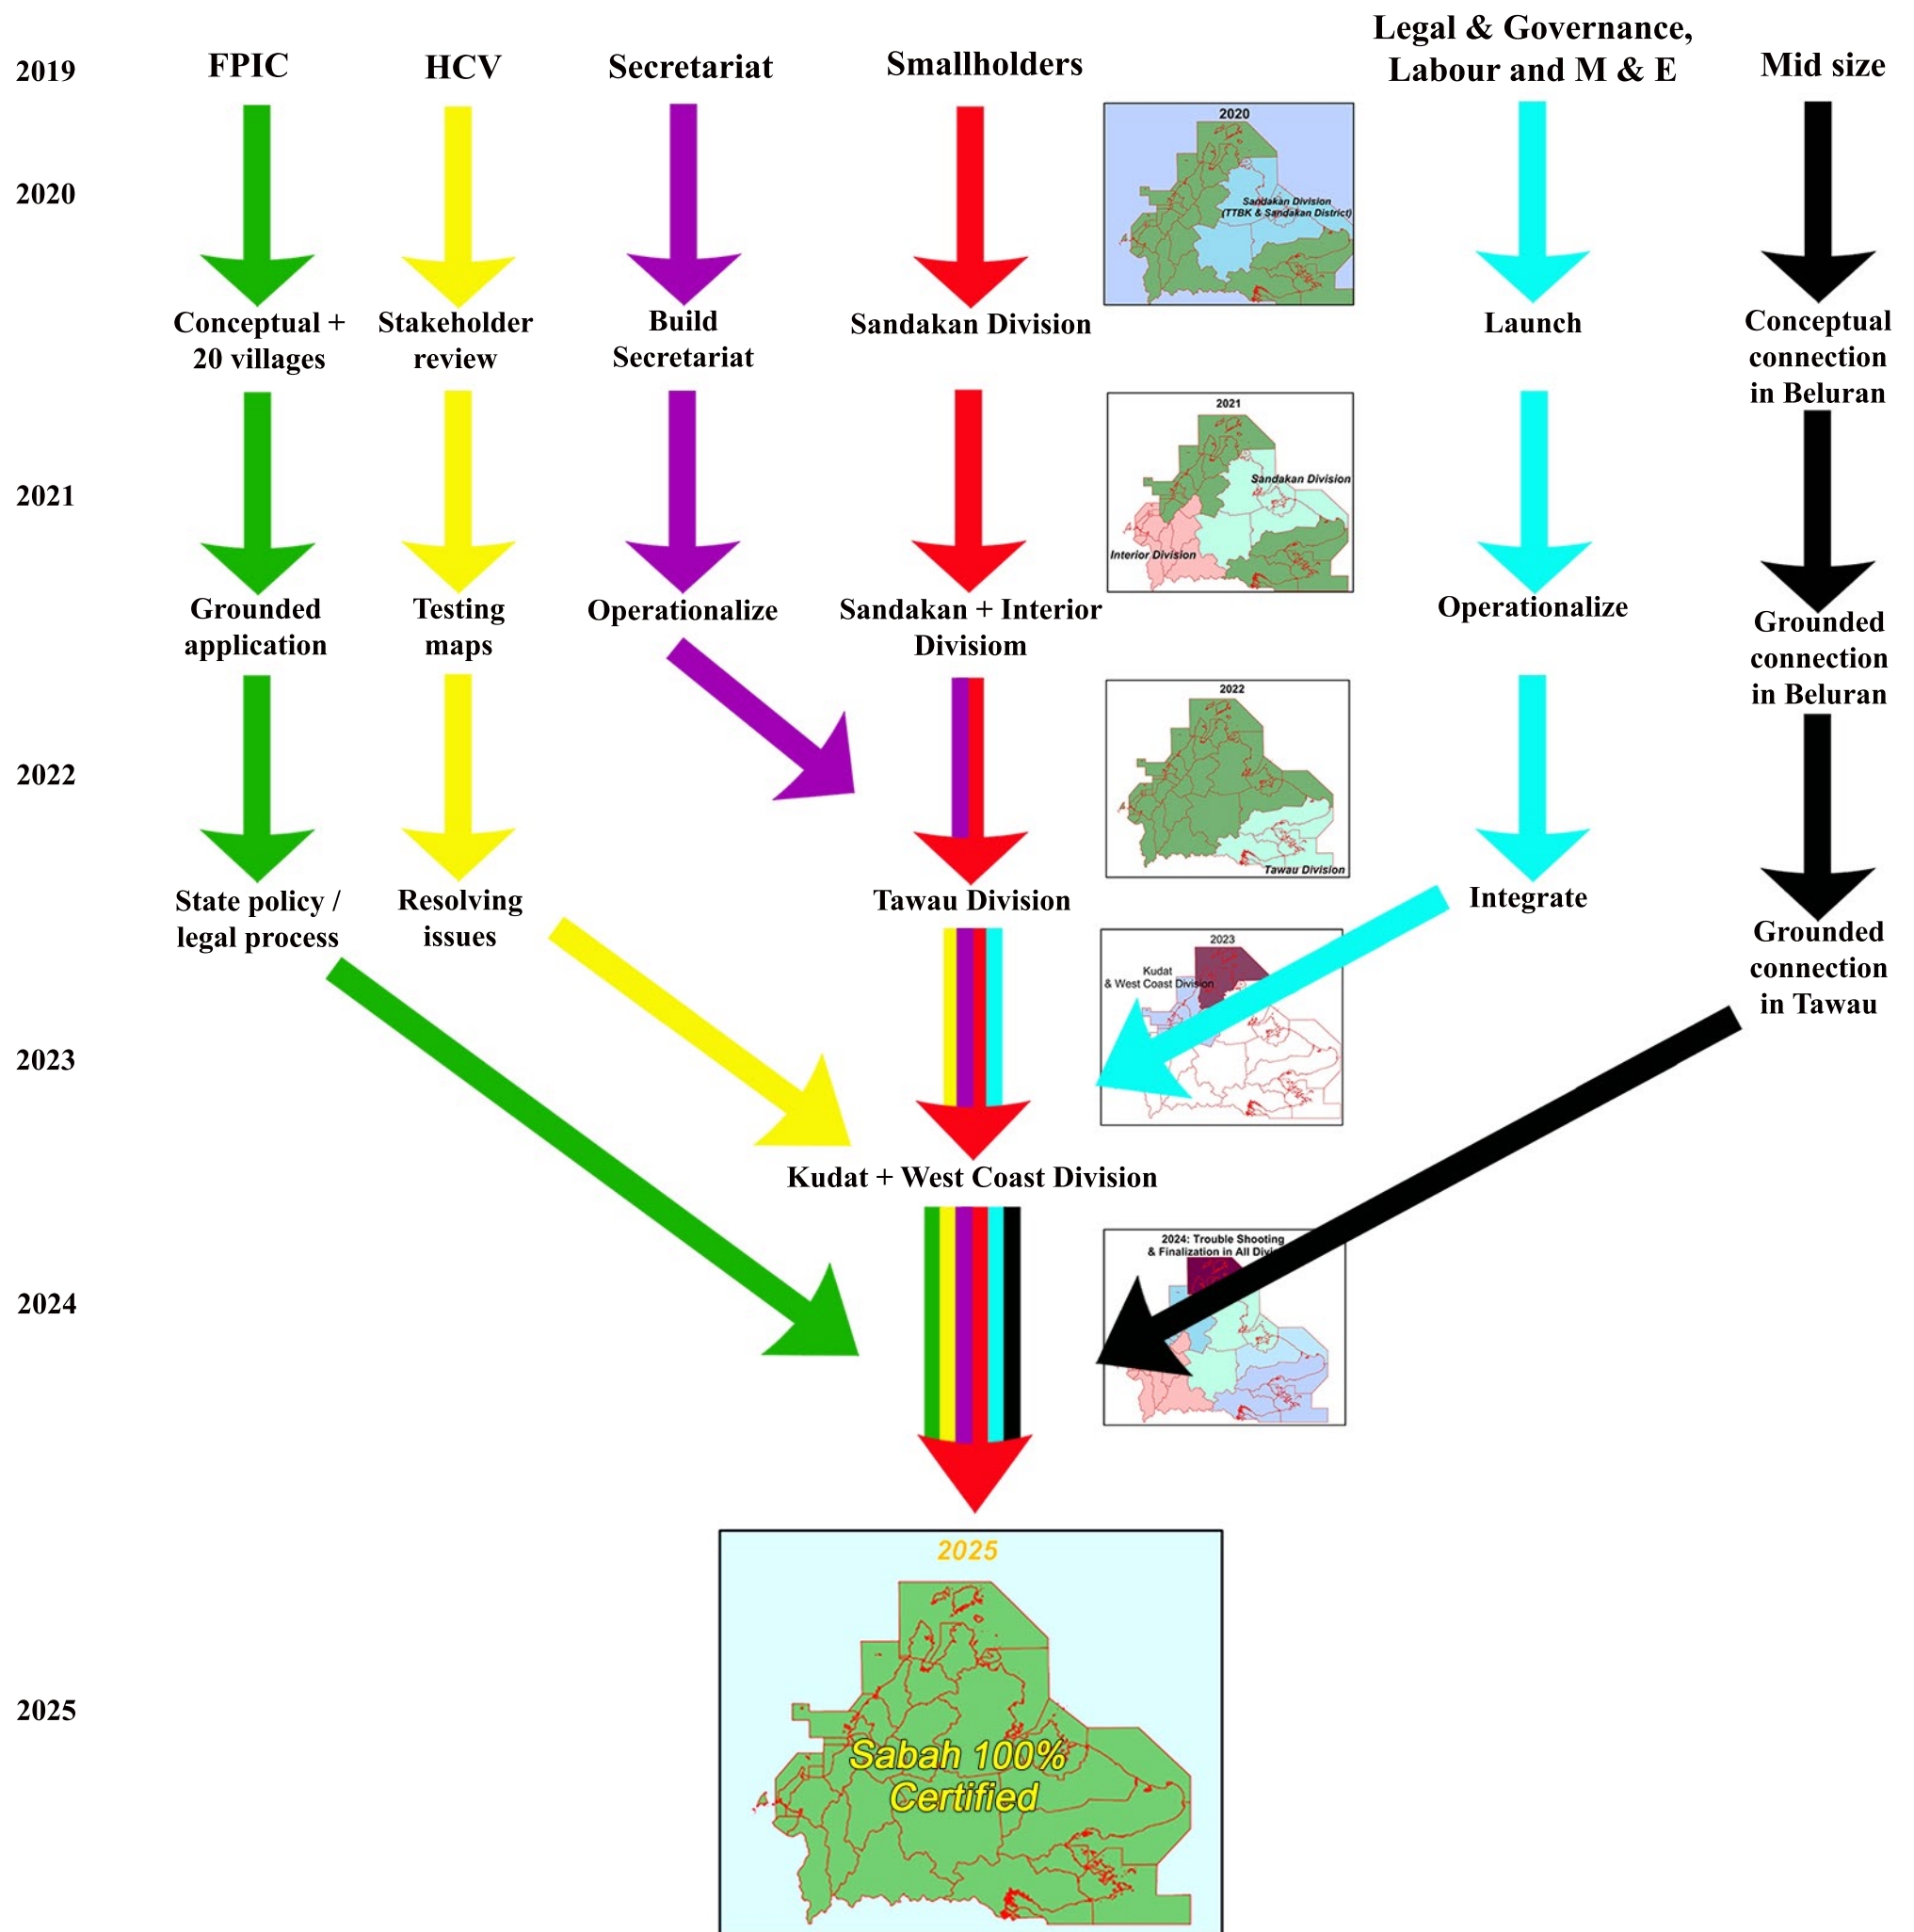 2019
FPIC
HCV
Secretariat
Smallholders
Legal & Governance,
Labour and M & E
Mid size
2020
2020
Sandakan Division
(TTBK & Sandakan District)
Conceptual +
20 villages
Stakeholder
review
Build
Secretariat
Sandakan Division
Launch
Conceptual
connection
in Beluran
2021
2021
Sandakan Division
Interior Division
Grounded
application
Testing
maps
Operationalize
Sandakan + Interior
Divisiom
Operationalize
Grounded
connection
in Beluran
2022
2022
Tawau Division
State policy /
legal process
Resolving
issues
Tawau Division
Integrate
Grounded
connection
in Tawau
2023
2023
Kudat
& West Coast Division
Kudat + West Coast Division
2024
2024: Trouble Shooting
& Finalization in All
2025
2025
Sabah 100%
Certified